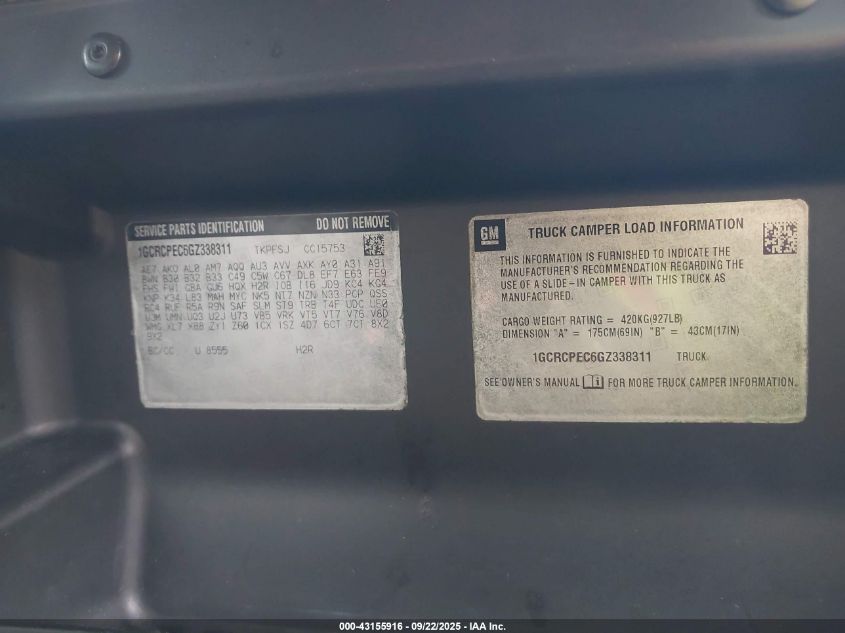 SERVICE PARTS IDENTIFICATION DO NOT REMOVE
1GCRCPEC6GZ338311 TKPFSJ CC15753
AE7 AKO AL0 AM7 AQQ AU3 AVV AXK AY0 A31 A91
BWN B30 B32 B33 C49 C5W C67 DL8 EF7 E63 FE9
FHS FW1 GBA GU6 HQX H2R IOB T16 JD9 KC4 KG4
KNP K34 LB3 MAH MYC NK5 NT7 NZN N33 PCP QSS
RC4 RUF R5A R9N SAF SLM ST9 TRB T4F UDC UE0
UJM UMN UQ3 U2J U73 VB5 VRK VT5 VT7 V76 V8D
WMG XL7 X88 ZY1 Z60 1CX 1SZ 4D7 6CT 7CT 8X2
9X2
BC/CC U 8555 H2R
GM
TRUCK CAMPER LOAD INFORMATION
THIS INFORMATION IS FURNISHED TO INDICATE THE
MANUFACTURER'S RECOMMENDATION REGARDING THE
USE OF A SLIDE-IN CAMPER WITH THIS TRUCK AS
MANUFACTURED.
CARGO WEIGHT RATING = 420KG(927LB)
DIMENSION "A" = 175CM(69IN) "B" = 43CM(17IN)
1GCRCPEC6GZ338311 TRUCK
SEE OWNER'S MANUAL FOR MORE TRUCK CAMPER INFORMATION.
000-43155916 - 09/22/2025 - IAA Inc.